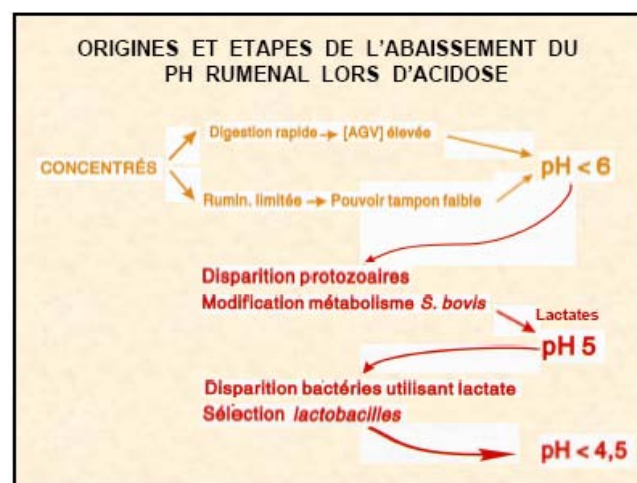 ORIGINES ET ETAPES DE L'ABAISSEMENT DU
PH RUMENAL LORS D'ACIDOSE
CONCENTRÉS
Digestion rapide → [AGV] élevée
Rumin. limitée → Pouvoir tampon faible
pH < 6
Disparition protozoaires
Modification métabolisme S. bovis
Lactates
pH 5
Disparition bactéries utilisant lactate
Sélection lactobacilles
pH < 4,5